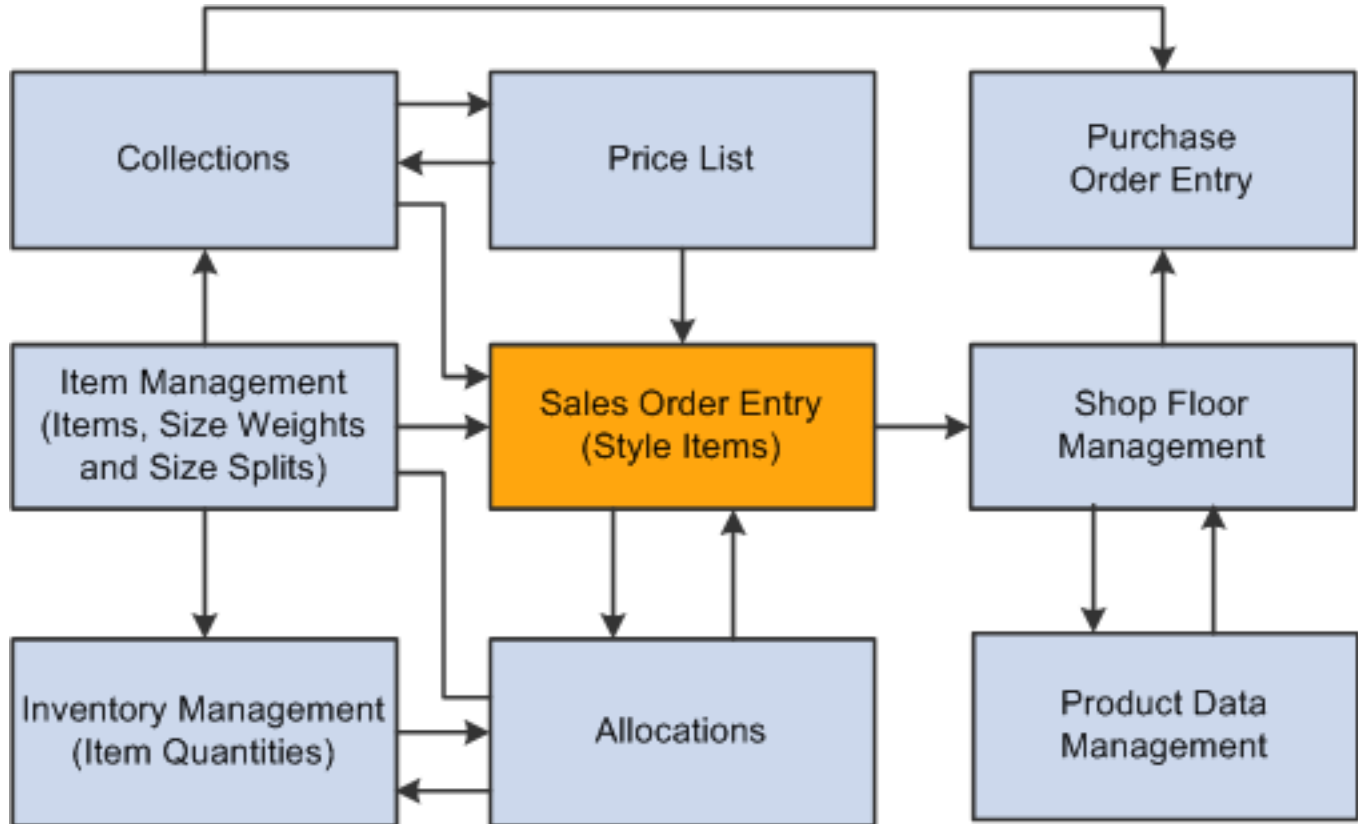 Collections
Price List
Purchase
Order Entry
Item Management
(Items, Size Weights
and Size Splits)
Sales Order Entry
(Style Items)
Shop Floor
Management
Inventory Management
(Item Quantities)
Allocations
Product Data
Management